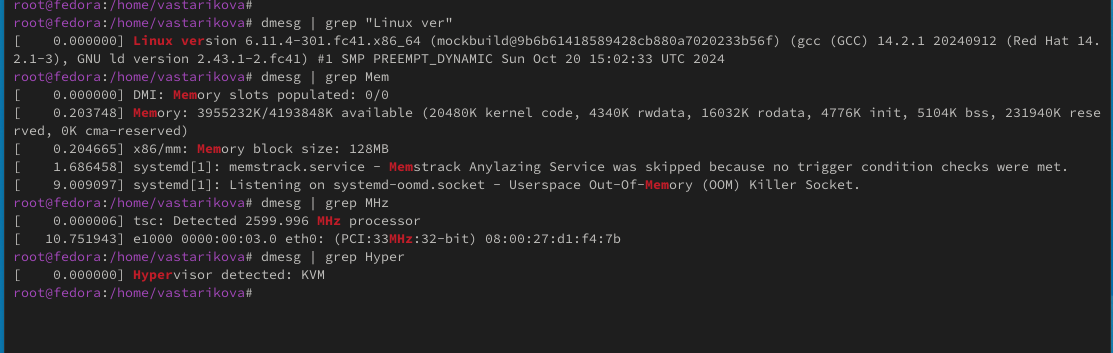 root@fedora:/home/vastarikova#
root@fedora:/home/vastarikova# dmesg | grep "Linux ver"
[    0.000000] Linux version 6.11.4-301.fc41.x86_64 (mockbuild@9b6b61418589428cb880a7020233b56f) (gcc (GCC) 14.2.1 20240912 (Red Hat 14.
2.1-3), GNU ld version 2.43.1-2.fc41) #1 SMP PREEMPT_DYNAMIC Sun Oct 20 15:02:33 UTC 2024
root@fedora:/home/vastarikova# dmesg | grep Mem
[    0.000000] DMI: Memory slots populated: 0/0
[    0.203748] Memory: 3955232K/4193848K available (20480K kernel code, 4340K rwdata, 16032K rodata, 4776K init, 5104K bss, 231940K rese
rved, 0K cma-reserved)
[    0.204665] x86/mm: Memory block size: 128MB
[    1.686458] systemd[1]: memstrack.service - Memstrack Anylazing Service was skipped because no trigger condition checks were met.
[    9.009097] systemd[1]: Listening on systemd-oomd.socket - Userspace Out-Of-Memory (OOM) Killer Socket.
root@fedora:/home/vastarikova# dmesg | grep MHz
[    0.000006] tsc: Detected 2599.996 MHz processor
[   10.751943] e1000 0000:00:03.0 eth0: (PCI:33MHz:32-bit) 08:00:27:d1:f4:7b
root@fedora:/home/vastarikova# dmesg | grep Hyper
[    0.000000] Hypervisor detected: KVM
root@fedora:/home/vastarikova#